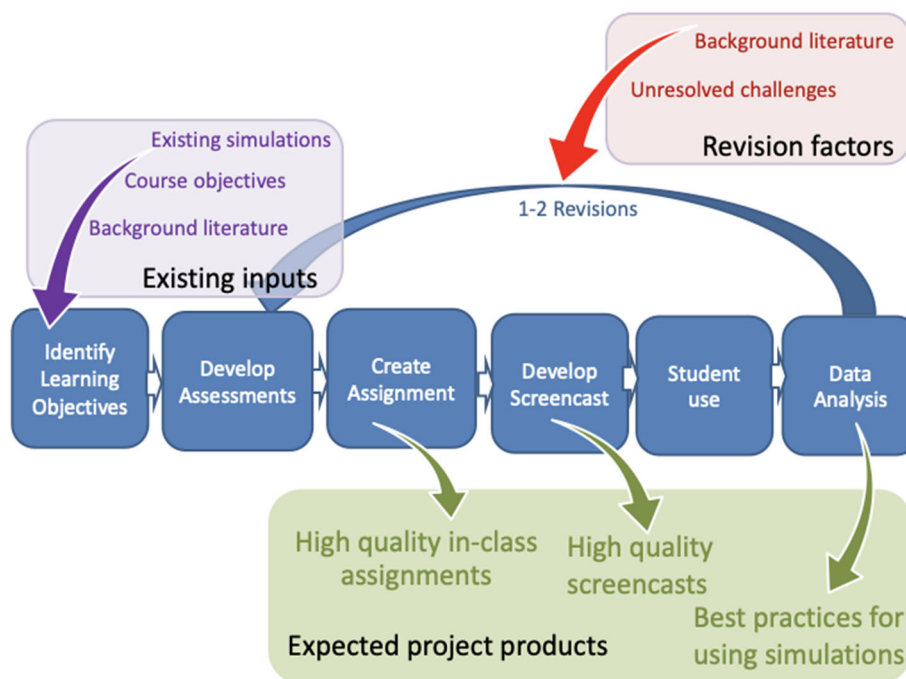 Background literature
Unresolved challenges
Revision factors
Existing simulations
Course objectives
Background literature
Existing inputs
1-2 Revisions
Identify
Learning
Objectives
Develop
Assessments
Create
Assignment
Develop
Screencast
Student
use
Data
Analysis
High quality in-class
assignments
High quality
screencasts
Best practices for
using simulations
Expected project products